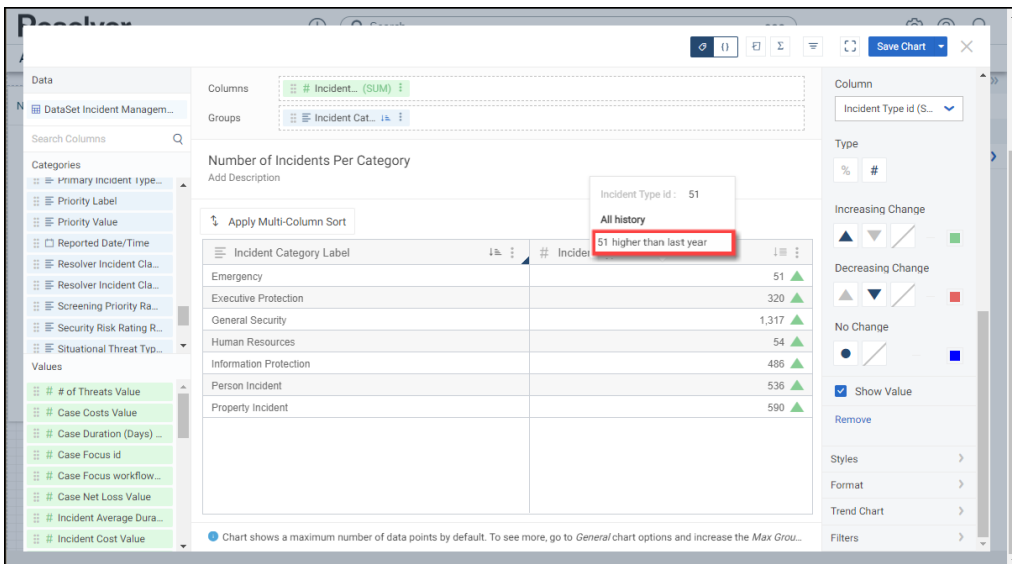 Resolver
Search
Save Chart
Data
DataSet Incident Managem...
Search Columns
Categories
Primary Incident Type...
Priority Label
Priority Value
Reported Date/Time
Resolver Incident Cla...
Resolver Incident Cla...
Screening Priority Ra...
Security Risk Rating R...
Situational Threat Typ...
Values
# # of Threats Value
# Case Costs Value
# Case Duration (Days) ...
# Case Focus id
# Case Focus workflow...
# Case Net Loss Value
# Incident Average Dura...
# Incident Cost Value
Columns # Incident... (SUM)
Groups Incident Cat...
Number of Incidents Per Category
Add Description
Incident Type id : 51
All history
51 higher than last year
Apply Multi-Column Sort
Incident Category Label # Inciden
Emergency 51
Executive Protection 320
General Security 1,317
Human Resources 54
Information Protection 486
Person Incident 536
Property Incident 590
Chart shows a maximum number of data points by default. To see more, go to General chart options and increase the Max Grou...
Column
Incident Type id (S...
Type
% #
Increasing Change
Decreasing Change
No Change
Show Value
Remove
Styles
Format
Trend Chart
Filters